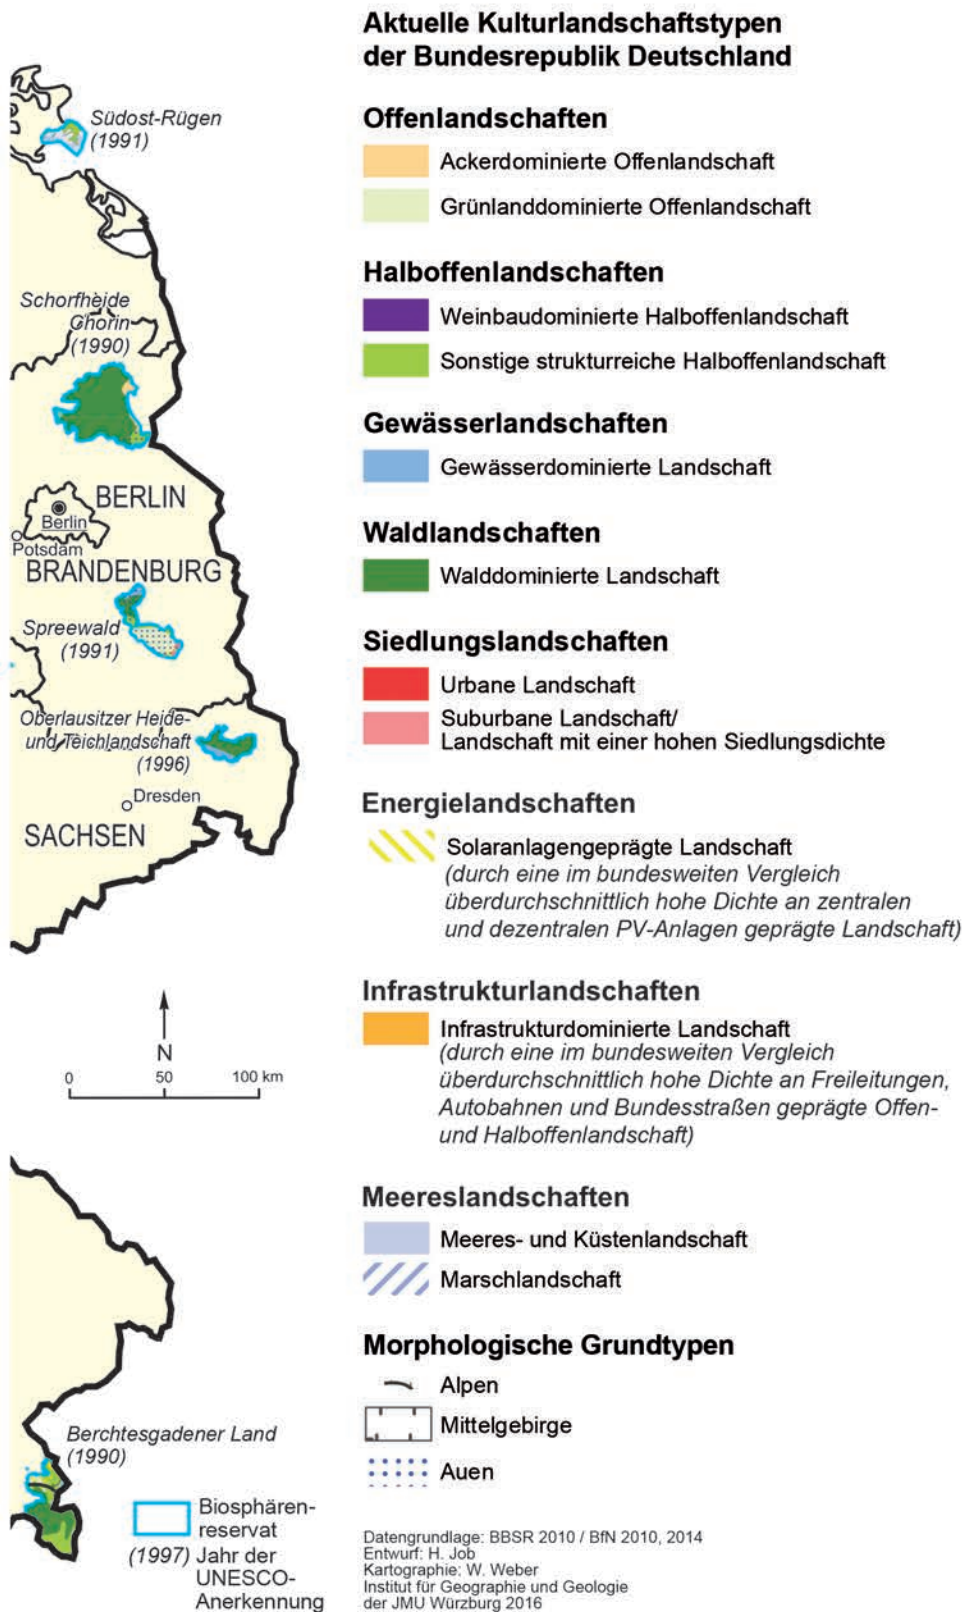 Aktuelle Kulturlandschaftstypen
der Bundesrepublik Deutschland
Offenlandschaften
Ackerdominierte Offenlandschaft
Grünlanddominierte Offenlandschaft
Halboffenlandschaften
Weinbaudominierte Halboffenlandschaft
Sonstige strukturreiche Halboffenlandschaft
Gewässerlandschaften
Gewässerdominierte Landschaft
Waldlandschaften
Walddominierte Landschaft
Siedlungslandschaften
Urbane Landschaft
Suburbane Landschaft/
Landschaft mit einer hohen Siedlungsdichte
Energielandschaften
Solaranlagengeprägte Landschaft
(durch eine im bundesweiten Vergleich
überdurchschnittlich hohe Dichte an zentralen
und dezentralen PV-Anlagen geprägte Landschaft)
Infrastrukturlandschaften
Infrastrukturdominierte Landschaft
(durch eine im bundesweiten Vergleich
überdurchschnittlich hohe Dichte an Freileitungen,
Autobahnen und Bundesstraßen geprägte Offen-
und Halboffenlandschaft)
Meereslandschaften
Meeres- und Küstenlandschaft
Marschlandschaft
Morphologische Grundtypen
Alpen
Mittelgebirge
Auen
Datengrundlage: BBSR 2010 / BfN 2010, 2014
Entwurf: H. Job
Kartographie: W. Weber
Institut für Geographie und Geologie
der JMU Würzburg 2016
Südost-Rügen
(1991)
Schorfheide
Chorin
(1990)
BERLIN
Berlin
Potsdam
BRANDENBURG
Spreewald
(1991)
Oberlausitzer Heide-
und Teichlandschaft
(1996)
Dresden
SACHSEN
N
0 50 100 km
Berchtesgadener Land
(1990)
Biosphären-
reservat
(1997) Jahr der
UNESCO-
Anerkennung